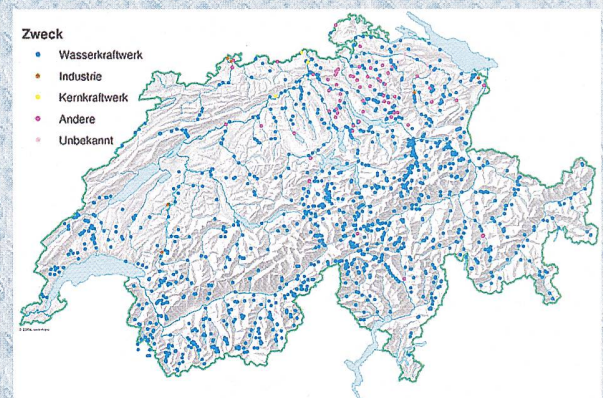 Zweck
Wasserkraftwerk
Industrie
Kernkraftwerk
Andere
Unbekannt